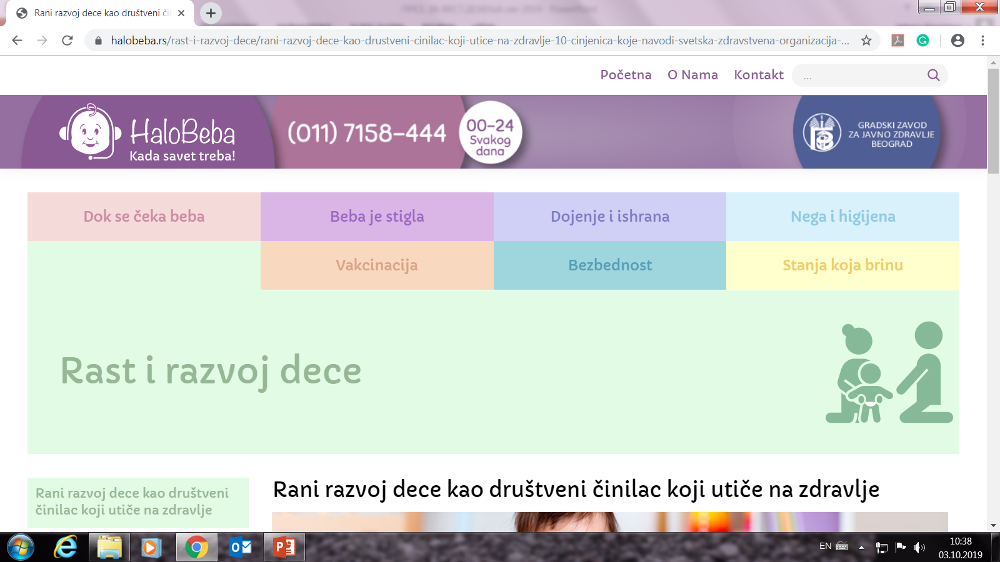 Rani razvoj dece kao društveni či
halobeba.rs/rast-i-razvoj-dece/rani-razvoj-dece-kao-drustveni-cinilac-koji-utice-na-zdravlje-10-cinjenica-koje-navodi-svetska-zdravstvena-organizacija-...
Početna O Nama Kontakt ...
HaloBeba
Kada savet treba!
(011) 7158-444
00-24
Svakog
dana
GRADSKI ZAVOD
ZA JAVNO ZDRAVLJE
BEOGRAD
Dok se čeka beba Beba je stigla Dojenje i ishrana Nega i higijena
Vakcinacija Bezbednost Stanja koja brinu
Rast i razvoj dece
Rani razvoj dece kao društveni
činilac koji utiče na zdravlje
Rani razvoj dece kao društveni činilac koji utiče na zdravlje
EN
10:38
03.10.2019